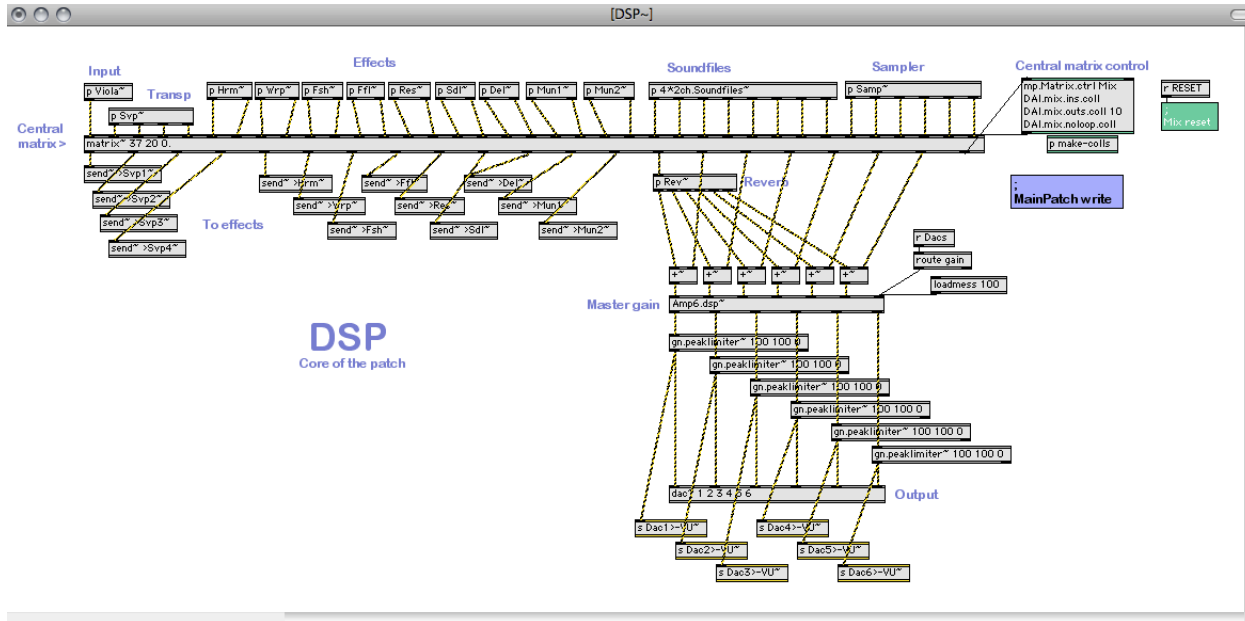 [DSP~]
Effects
Input
Soundfiles
Sampler
Central matrix control
Transp
p Viola~
p Hrm~
p Wrp~
p Fsh~
p Ffl~
p Res~
p Sdl~
p Del~
p Mun1~
p Mun2~
p 4*2ch.Soundfiles~
p Samp~
mp.Matrix.ctrl Mix
DAI.mix.ins.coll
DAI.mix.outs.coll 10
DAI.mix.noloop.coll
r RESET
;
Mix reset
p Svp~
Central
matrix >
matrix~ 37 20 0.
p make-colls
send~ >Svp1~
send~ >Svp2~
send~ >Svp3~
send~ >Svp4~
To effects
send~ >Hrm~
send~ >Wrp~
send~ >Fsh~
send~ >Ffl~
send~ >Res~
send~ >Sdl~
send~ >Del~
send~ >Mun1~
send~ >Mun2~
p Rev~
Reverb
;
MainPatch write
r Dacs
route gain
loadmess 100
+~
+~
+~
+~
+~
+~
Master gain
Amp6.dsp~
DSP
Core of the patch
gn.peaklimiter~ 100 100 0
gn.peaklimiter~ 100 100 0
gn.peaklimiter~ 100 100 0
gn.peaklimiter~ 100 100 0
gn.peaklimiter~ 100 100 0
gn.peaklimiter~ 100 100 0
dac~ 1 2 3 4 5 6
Output
s Dac1>-VU~
s Dac2>-VU~
s Dac3>-VU~
s Dac4>-VU~
s Dac5>-VU~
s Dac6>-VU~